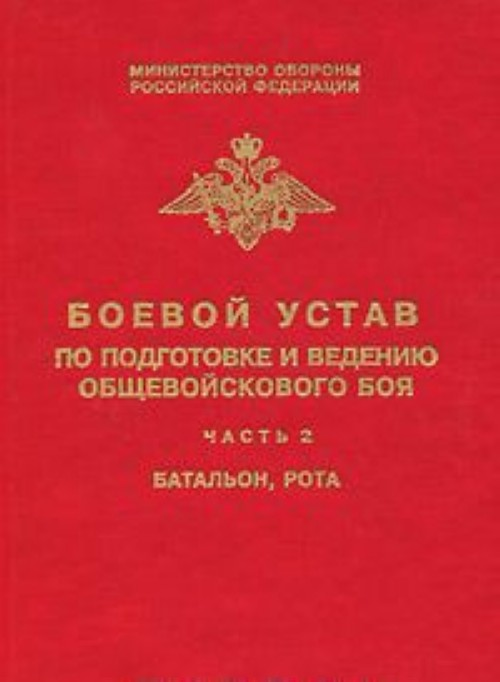 МИНИСТЕРСТВО ОБОРОНЫ
РОССИЙСКОЙ ФЕДЕРАЦИИ
БОЕВОЙ УСТАВ
ПО ПОДГОТОВКЕ И ВЕДЕНИЮ
ОБЩЕВОЙСКОВОГО БОЯ
ЧАСТЬ 2
БАТАЛЬОН, РОТА